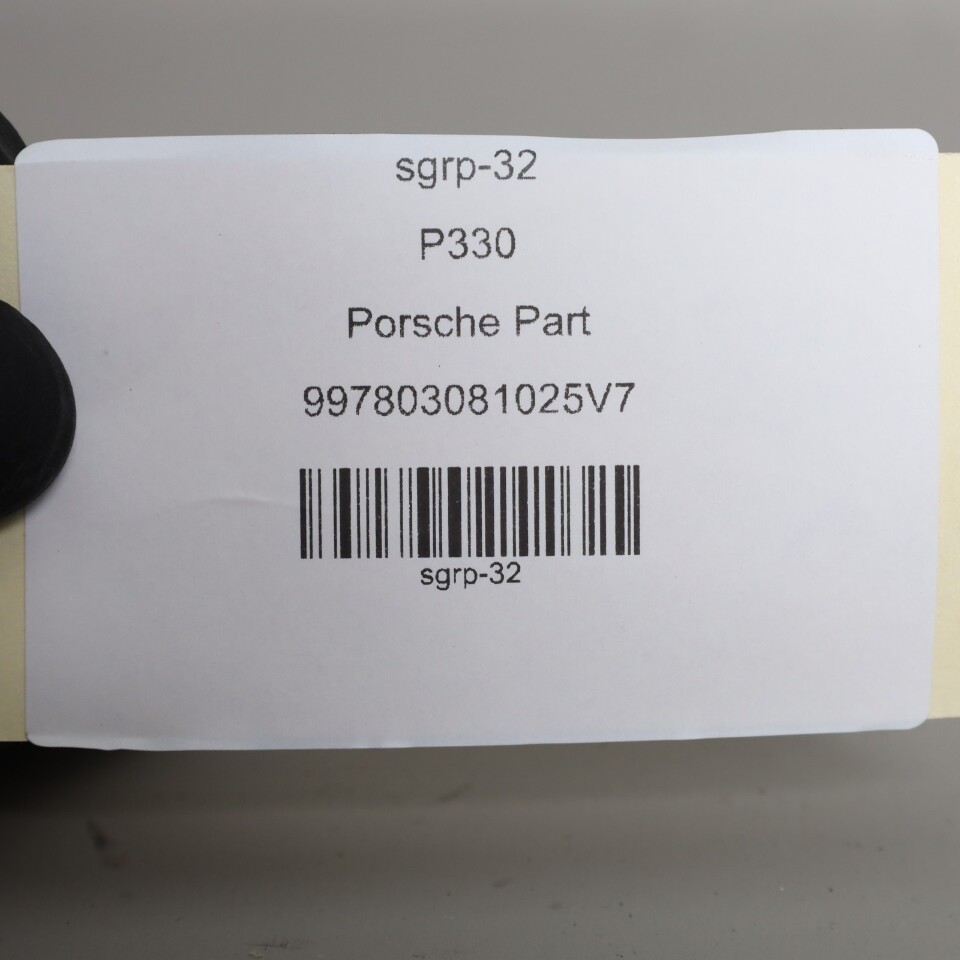 sgrp-32
P330
Porsche Part
997803081025V7
sgrp-32